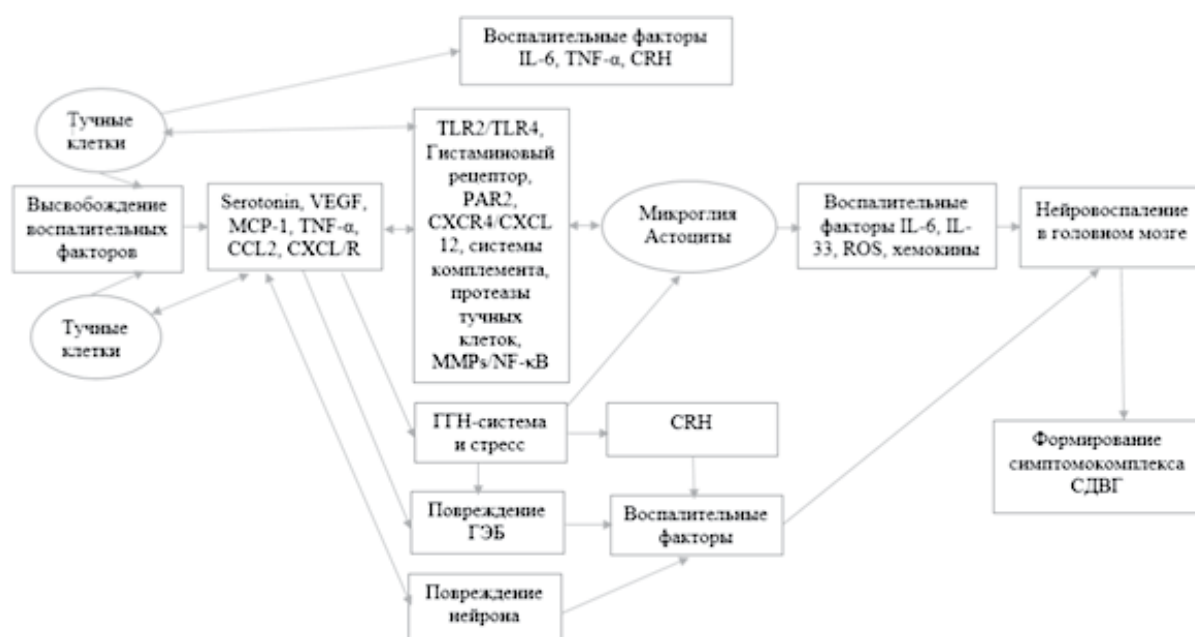 Воспалительные факторы
IL-6, TNF-α, CRH
Тучные
клетки
Высвобождение
воспалительных
факторов
Тучные
клетки
Serotonin, VEGF,
MCP-1, TNF-α,
CCL2, CXCL/R
TLR2/TLR4,
Гистаминовый
рецептор,
PAR2,
CXCR4/CXCL
12, системы
комплемента,
протеазы
тучных
клеток,
MMPs/NF-κB
Микроглия
Астоциты
Воспалительные
факторы IL-6, IL-
33, ROS, хемокины
Нейровоспаление
в головном мозге
ГГН-система
и стресс
CRH
Повреждение
ГЭБ
Воспалительные
факторы
Повреждение
нейрона
Формирование
симптомокомплекса
СДВГ